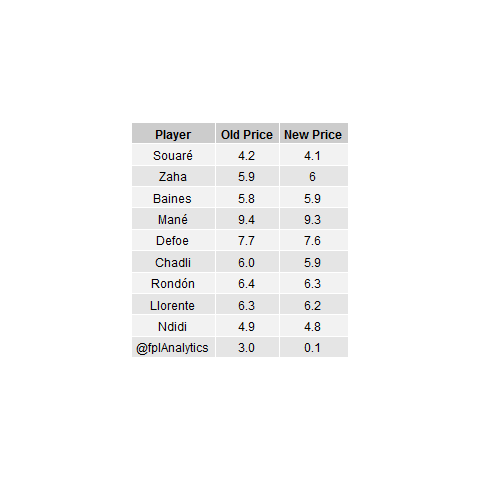 Player Old Price New Price
Souaré 4.2 4.1
Zaha 5.9 6
Baines 5.8 5.9
Mané 9.4 9.3
Defoe 7.7 7.6
Chadli 6.0 5.9
Rondón 6.4 6.3
Llorente 6.3 6.2
Ndidi 4.9 4.8
@fplAnalytics 3.0 0.1